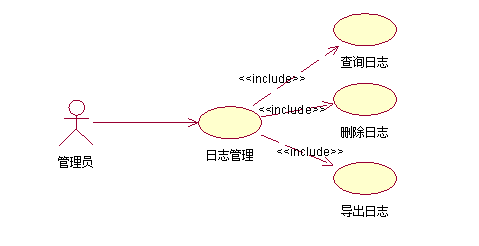 <<include>>
查询日志
<<include>>
删除日志
管理员
日志管理
<<include>>
导出日志